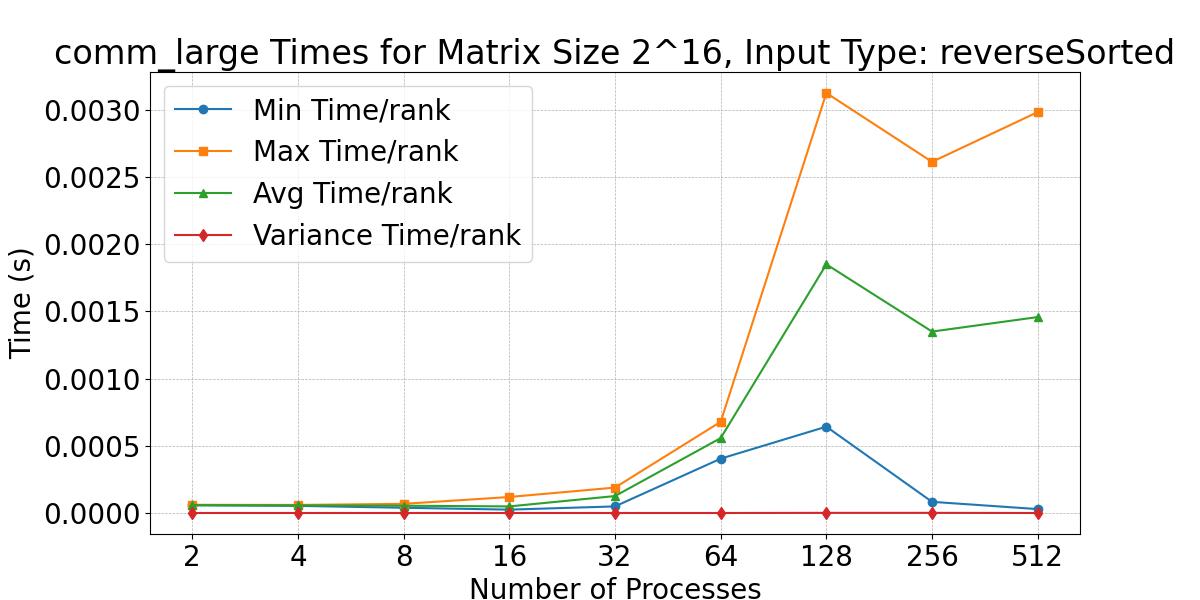 comm_large Times for Matrix Size 2^16, Input Type: reverseSorted
Min Time/rank
Max Time/rank
Avg Time/rank
Variance Time/rank
Time (s)
0.0030
0.0025
0.0020
0.0015
0.0010
0.0005
0.0000
2 4 8 16 32 64 128 256 512
Number of Processes